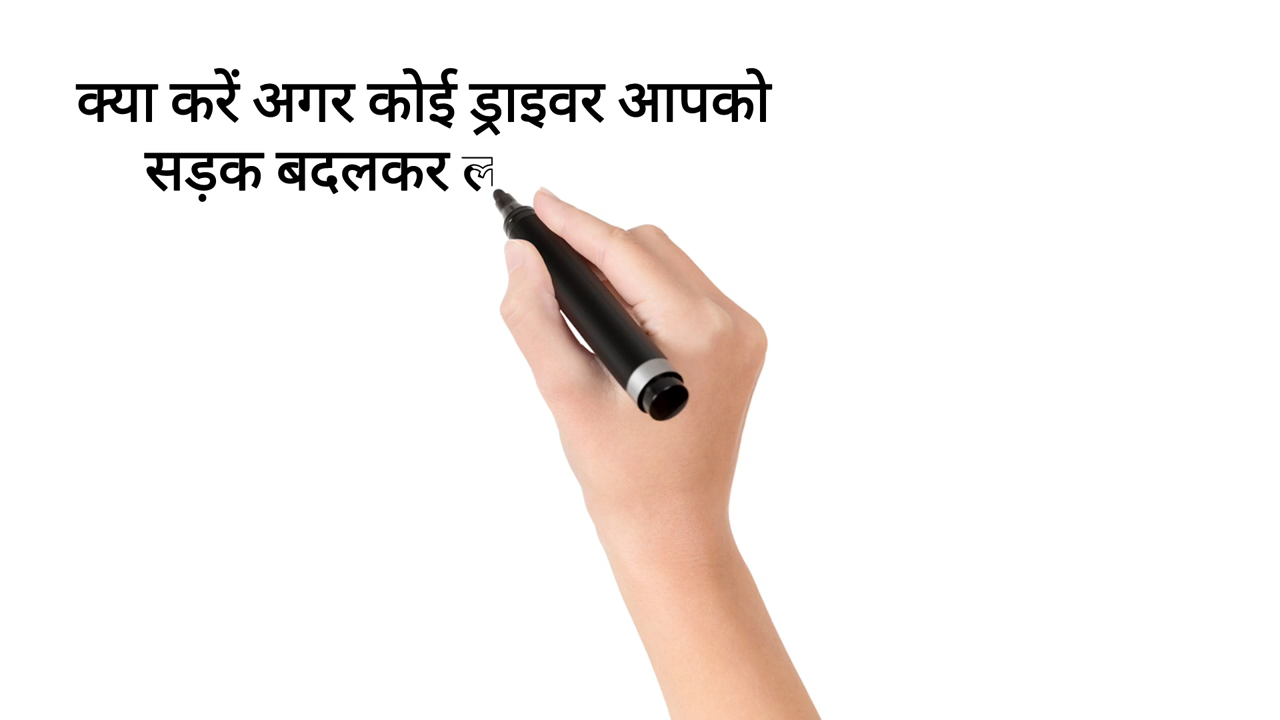 क्या करें अगर कोई ड्राइवर आपको
सड़क बदलकर